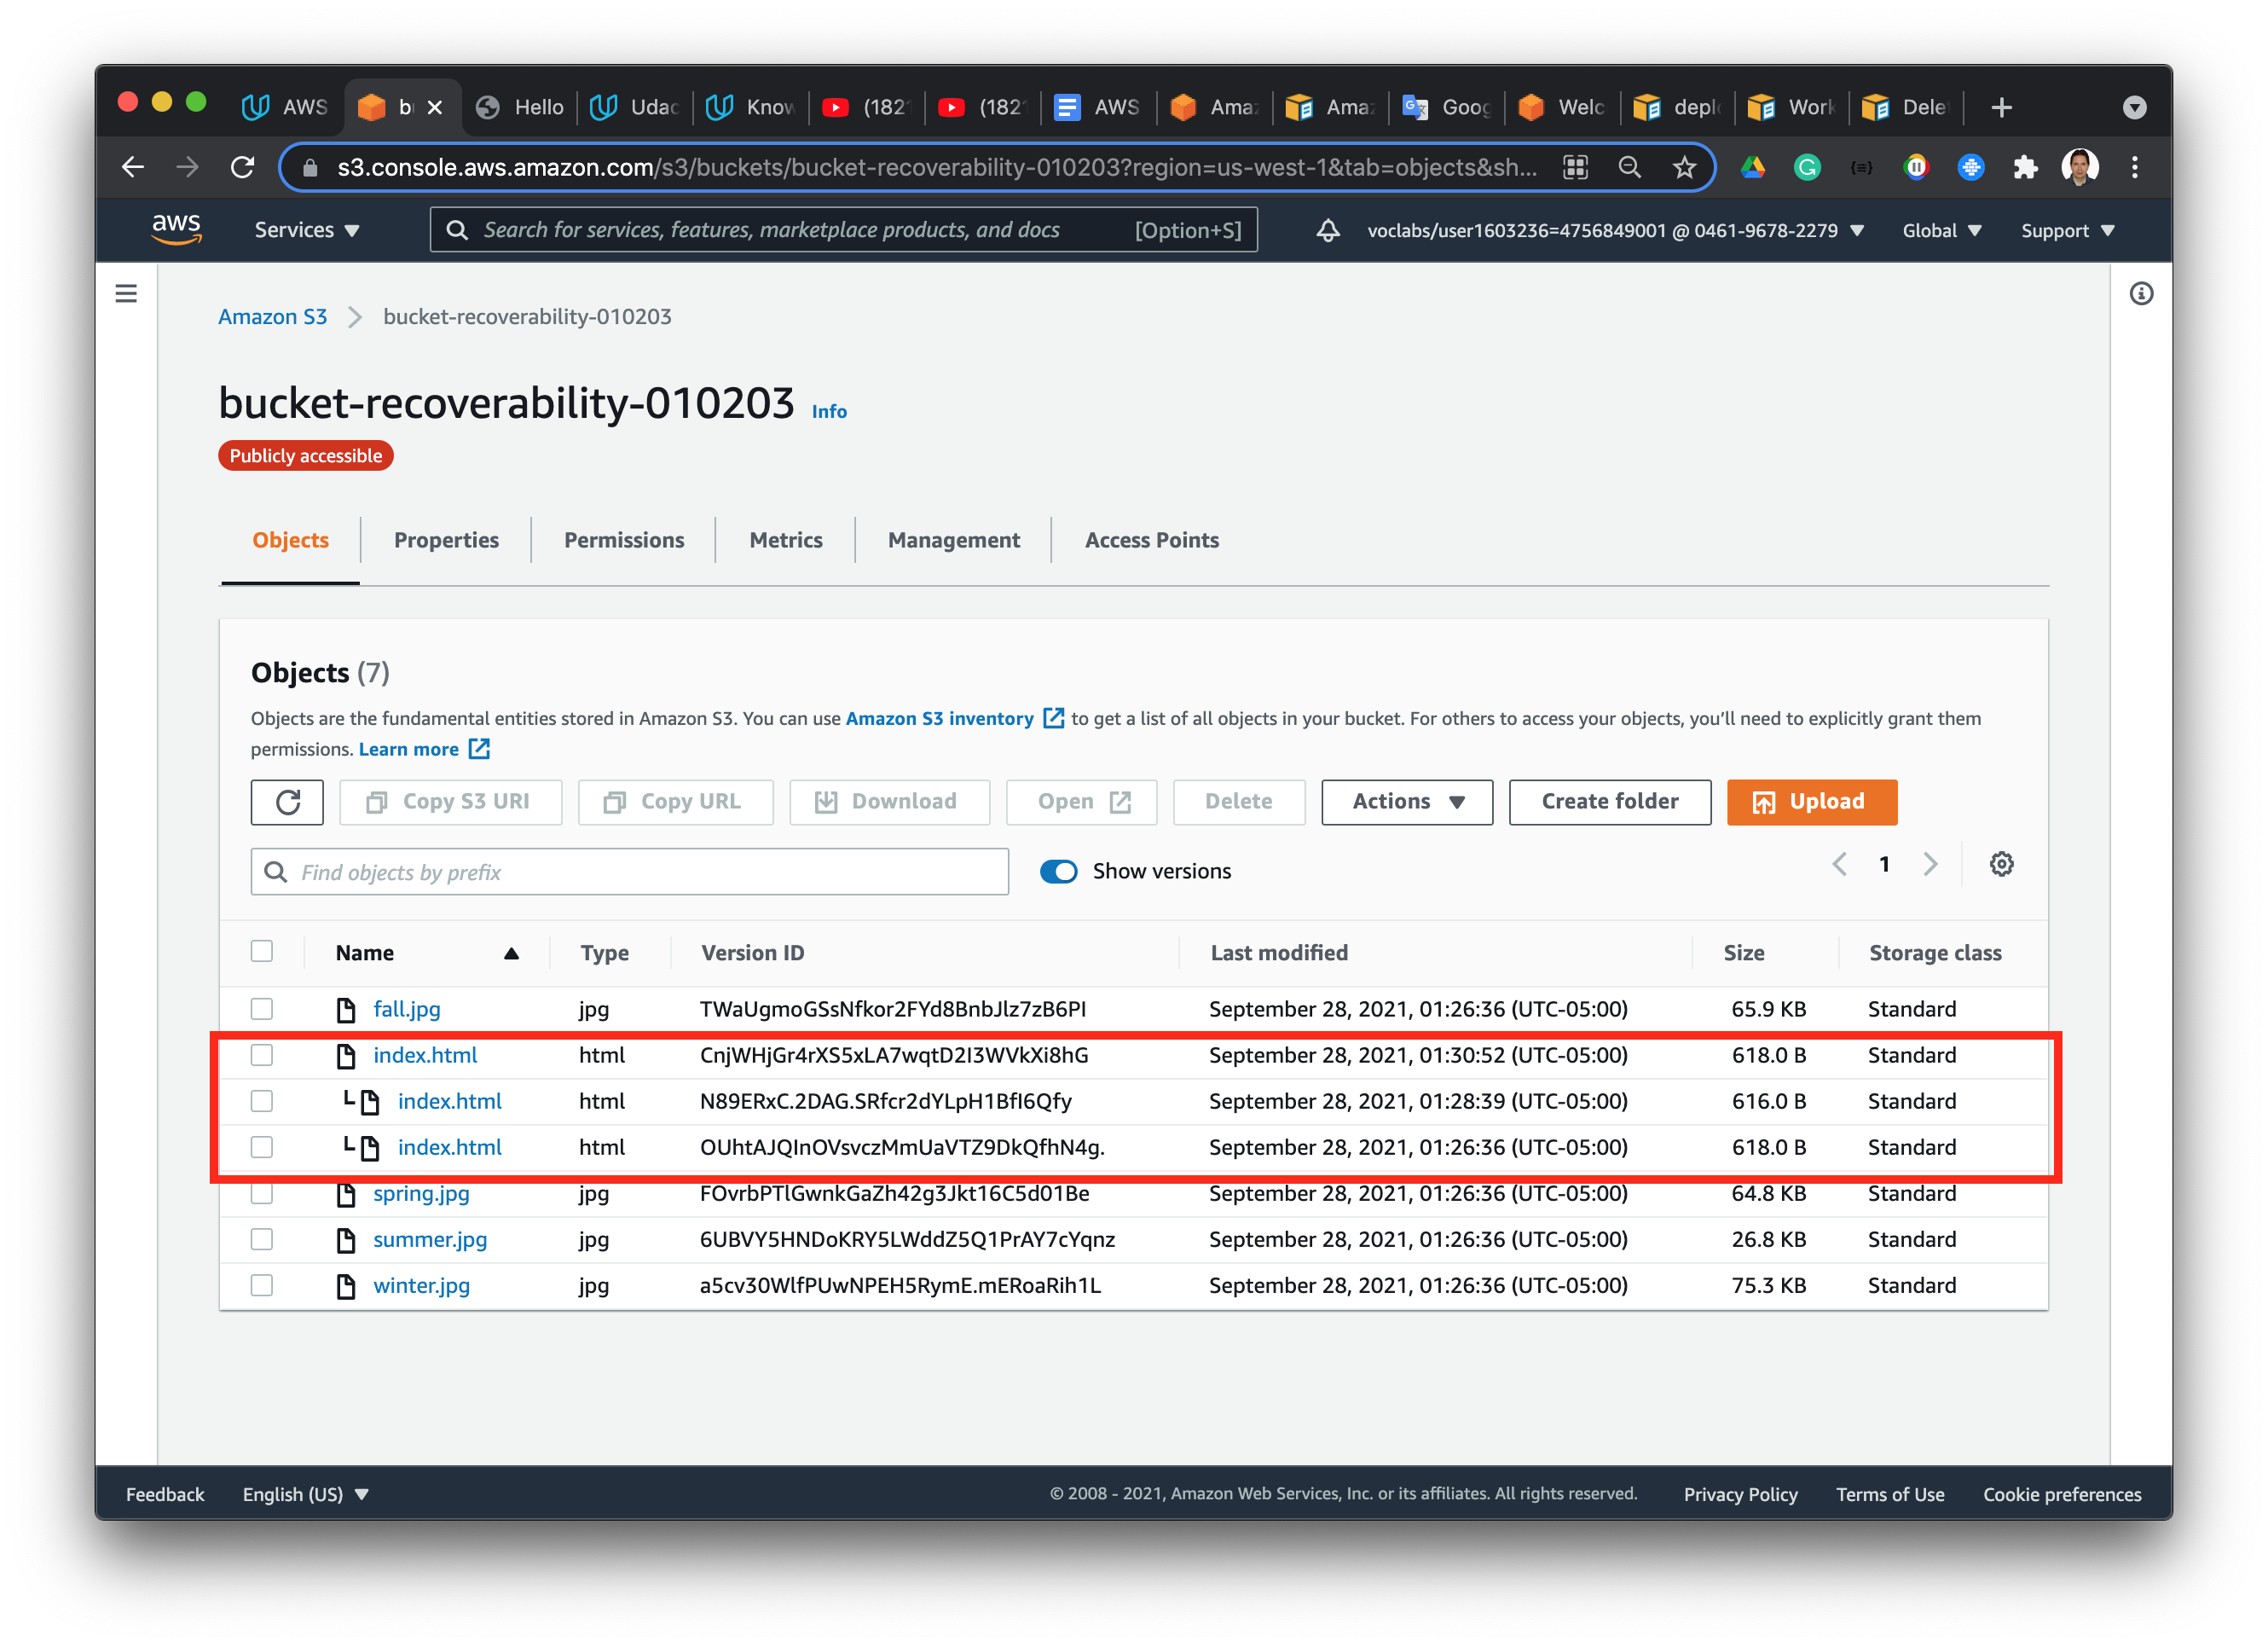 AWS b Hello Udac Know (182 (182 AWS Ama Ama Goog Welc depl Work Dele
s3.console.aws.amazon.com/s3/buckets/bucket-recoverability-010203?region=us-west-1&tab=objects&sh...
aws Services Search for services, features, marketplace products, and docs [Option+S] voclabs/user1603236=4756849001 @ 0461-9678-2279 Global Support
Amazon S3 bucket-recoverability-010203
bucket-recoverability-010203 Info
Publicly accessible
Objects Properties Permissions Metrics Management Access Points
Objects (7)
Objects are the fundamental entities stored in Amazon S3. You can use Amazon S3 inventory to get a list of all objects in your bucket. For others to access your objects, you'll need to explicitly grant them
permissions. Learn more
Copy S3 URI Copy URL Download Open Delete Actions Create folder Upload
Find objects by prefix Show versions 1
Name Type Version ID Last modified Size Storage class
fall.jpg jpg TWaUgmoGSsNfkor2FYd8BnbJlz7zB6PI September 28, 2021, 01:26:36 (UTC-05:00) 65.9 KB Standard
index.html html CnjWHjGr4rXS5xLA7wqtD2I3WVkXi8hG September 28, 2021, 01:30:52 (UTC-05:00) 618.0 B Standard
index.html html N89ERxC.2DAG.SRfcr2dYLpH1BfI6Qfy September 28, 2021, 01:28:39 (UTC-05:00) 616.0 B Standard
index.html html OUhtAJQInOVsvczMmUaVTZ9DkQfhN4g. September 28, 2021, 01:26:36 (UTC-05:00) 618.0 B Standard
spring.jpg jpg FOvrbPTlGwnkGaZh42g3Jkt16C5d01Be September 28, 2021, 01:26:36 (UTC-05:00) 64.8 KB Standard
summer.jpg jpg 6UBVY5HNDoKRY5LWddZ5Q1PrAY7cYqnz September 28, 2021, 01:26:36 (UTC-05:00) 26.8 KB Standard
winter.jpg jpg a5cv30WlfPUwNPEH5RymE.mERoaRih1L September 28, 2021, 01:26:36 (UTC-05:00) 75.3 KB Standard
Feedback English (US) © 2008 - 2021, Amazon Web Services, Inc. or its affiliates. All rights reserved. Privacy Policy Terms of Use Cookie preferences